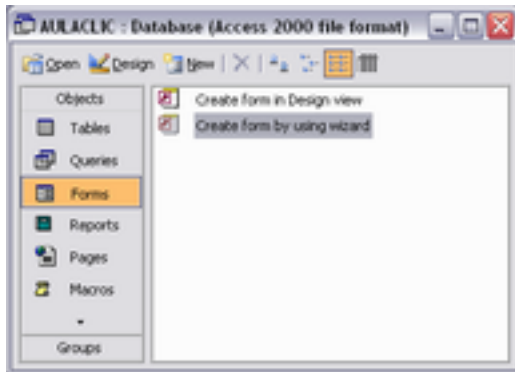 AULACLIC : Database (Access 2000 file format)
Open Design New
Objects
Tables
Queries
Forms
Reports
Pages
Macros
Groups
Create form in Design view
Create form by using wizard